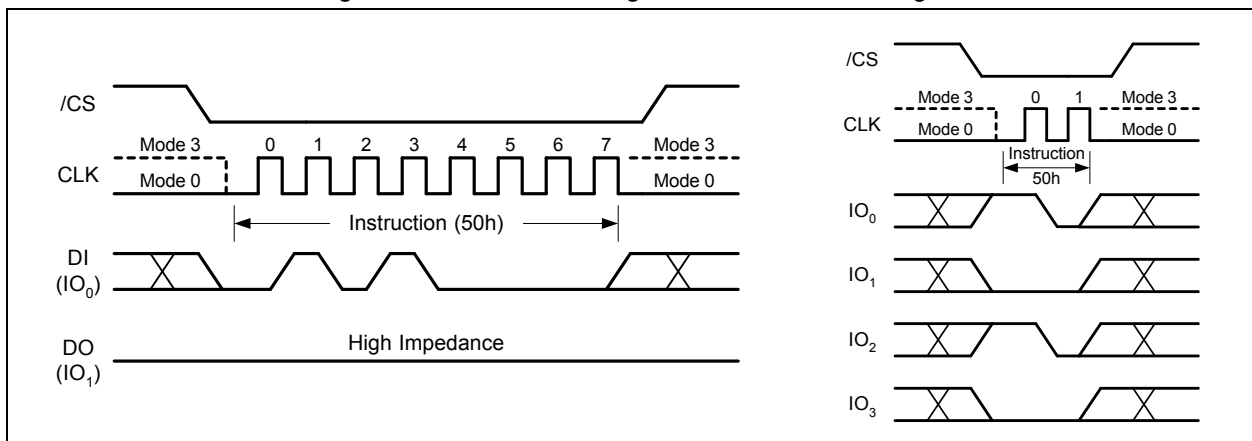 /CS
Mode 3 0 1 2 3 4 5 6 7 Mode 3
CLK
Mode 0 Mode 0
Instruction (50h)
DI
(IO0)
DO High Impedance
(IO1)
/CS
Mode 3 0 1 Mode 3
CLK
Mode 0 Mode 0
Instruction
50h
IO0
IO1
IO2
IO3